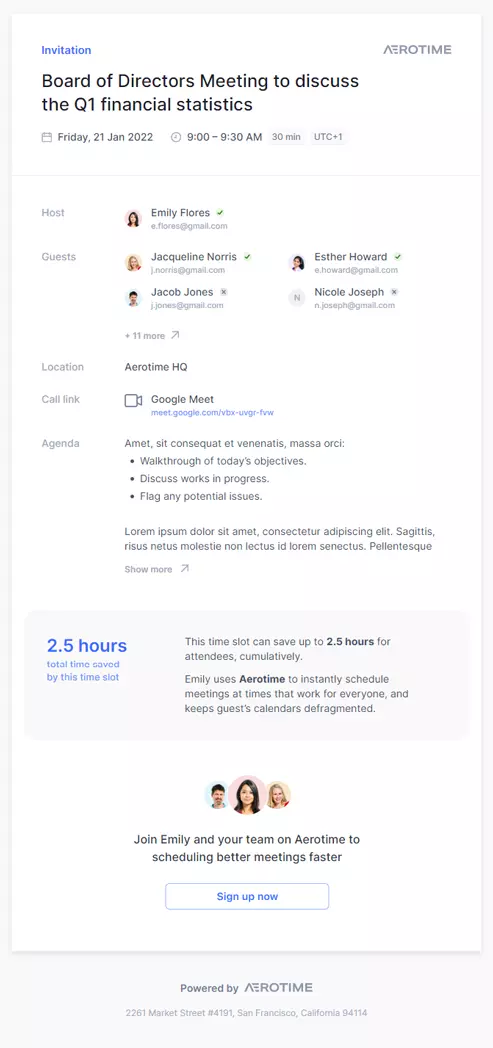 Invitation
AEROTIME
Board of Directors Meeting to discuss
the Q1 financial statistics
Friday, 21 Jan 2022 9:00 – 9:30 AM 30 min UTC+1
Host
Emily Flores
e.flores@gmail.com
Guests
Jacqueline Norris
j.norris@gmail.com
Esther Howard
e.howard@gmail.com
Jacob Jones
j.jones@gmail.com
N
Nicole Joseph
n.joseph@gmail.com
+ 11 more
Location
Aerotime HQ
Call link
Google Meet
meet.google.com/vbx-uvgr-fvw
Agenda
Amet, sit consequat et venenatis, massa orci:
• Walkthrough of today’s objectives.
• Discuss works in progress.
• Flag any potential issues.
Lorem ipsum dolor sit amet, consectetur adipiscing elit. Sagittis,
risus netus molestie non lectus id lorem senectus. Pellentesque
Show more
2.5 hours
total time saved
by this time slot
This time slot can save up to 2.5 hours for
attendees, cumulatively.
Emily uses Aerotime to instantly schedule
meetings at times that work for everyone, and
keeps guest’s calendars defragmented.
Join Emily and your team on Aerotime to
scheduling better meetings faster
Sign up now
Powered by AEROTIME
2261 Market Street #4191, San Francisco, California 94114